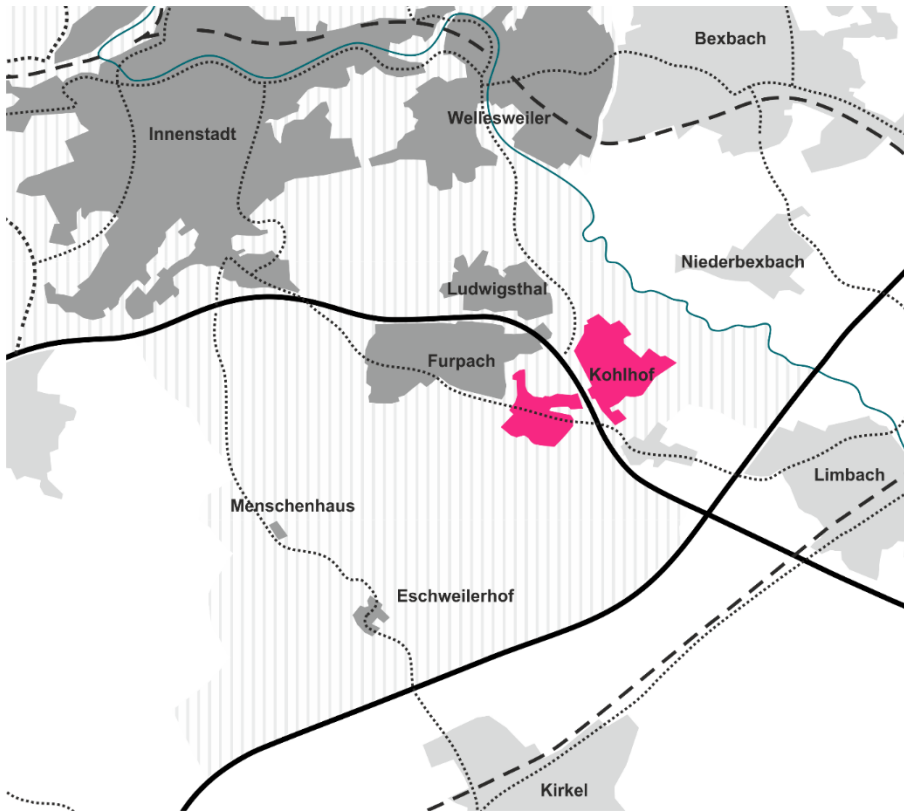 Bexbach
Wellesweiler
Innenstadt
Niederbexbach
Ludwigsthal
Furpach
Kohlhof
Limbach
Menschenhaus
Eschweilerhof
Kirkel